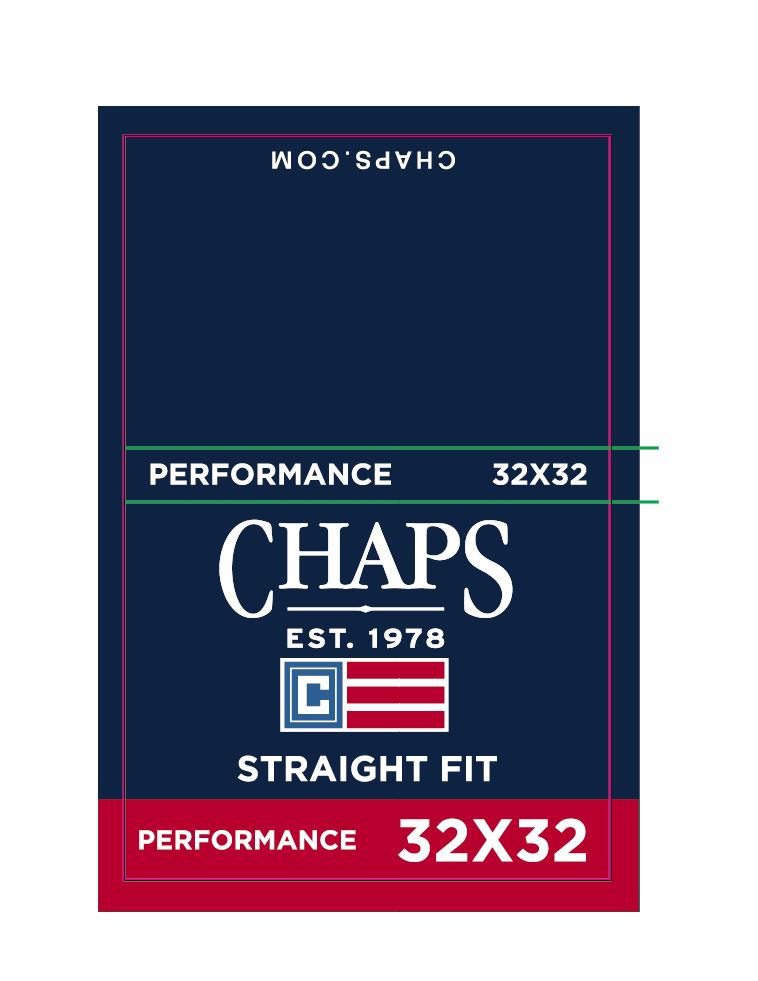 CHAPS.COM
PERFORMANCE 32X32
CHAPS
EST. 1978
C
STRAIGHT FIT
PERFORMANCE 32X32